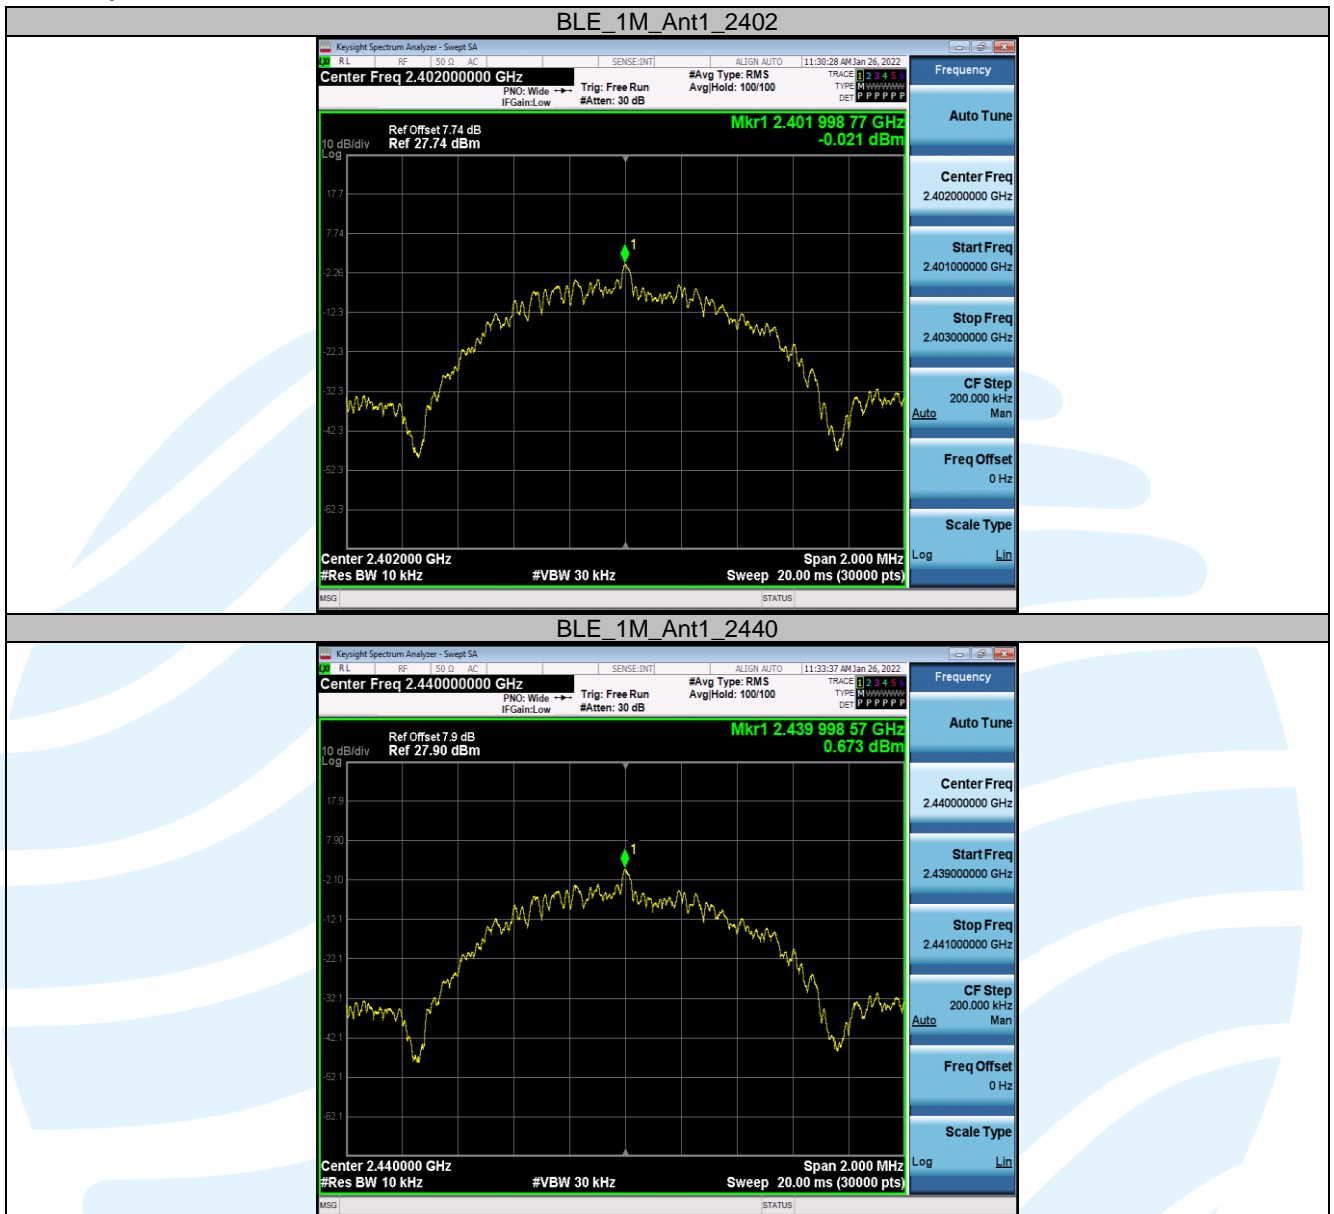 BLE_1M_Ant1_2402
Keysight Spectrum Analyzer - Swept SA
LXI RL RF 50 Ω AC SENSE:INT ALIGN AUTO 11:30:28 AM Jan 26, 2022
Center Freq 2.402000000 GHz
PNO: Wide
IFGain:Low
Trig: Free Run
#Atten: 30 dB
#Avg Type: RMS
Avg|Hold: 100/100
TRACE 1 2 3 4 5 6
TYPE M W W W W W
DET P P P P P P
Frequency
Auto Tune
Mkr1 2.401 998 77 GHz
-0.021 dBm
Ref Offset 7.74 dB
10 dB/div Ref 27.74 dBm
Log
17.7
7.74
-2.26
-12.3
-22.3
-32.3
-42.3
-52.3
-62.3
1
Center Freq
2.402000000 GHz
Start Freq
2.401000000 GHz
Stop Freq
2.403000000 GHz
CF Step
200.000 kHz
Auto Man
Freq Offset
0 Hz
Scale Type
Log Lin
Center 2.402000 GHz Span 2.000 MHz
#Res BW 10 kHz #VBW 30 kHz Sweep 20.00 ms (30000 pts)
MSG STATUS
BLE_1M_Ant1_2440
Keysight Spectrum Analyzer - Swept SA
LXI RL RF 50 Ω AC SENSE:INT ALIGN AUTO 11:33:37 AM Jan 26, 2022
Center Freq 2.440000000 GHz
PNO: Wide
IFGain:Low
Trig: Free Run
#Atten: 30 dB
#Avg Type: RMS
Avg|Hold: 100/100
TRACE 1 2 3 4 5 6
TYPE M W W W W W
DET P P P P P P
Frequency
Auto Tune
Mkr1 2.439 998 57 GHz
0.673 dBm
Ref Offset 7.9 dB
10 dB/div Ref 27.90 dBm
Log
17.9
7.90
-2.10
-12.1
-22.1
-32.1
-42.1
-52.1
-62.1
1
Center Freq
2.440000000 GHz
Start Freq
2.439000000 GHz
Stop Freq
2.441000000 GHz
CF Step
200.000 kHz
Auto Man
Freq Offset
0 Hz
Scale Type
Log Lin
Center 2.440000 GHz Span 2.000 MHz
#Res BW 10 kHz #VBW 30 kHz Sweep 20.00 ms (30000 pts)
MSG STATUS